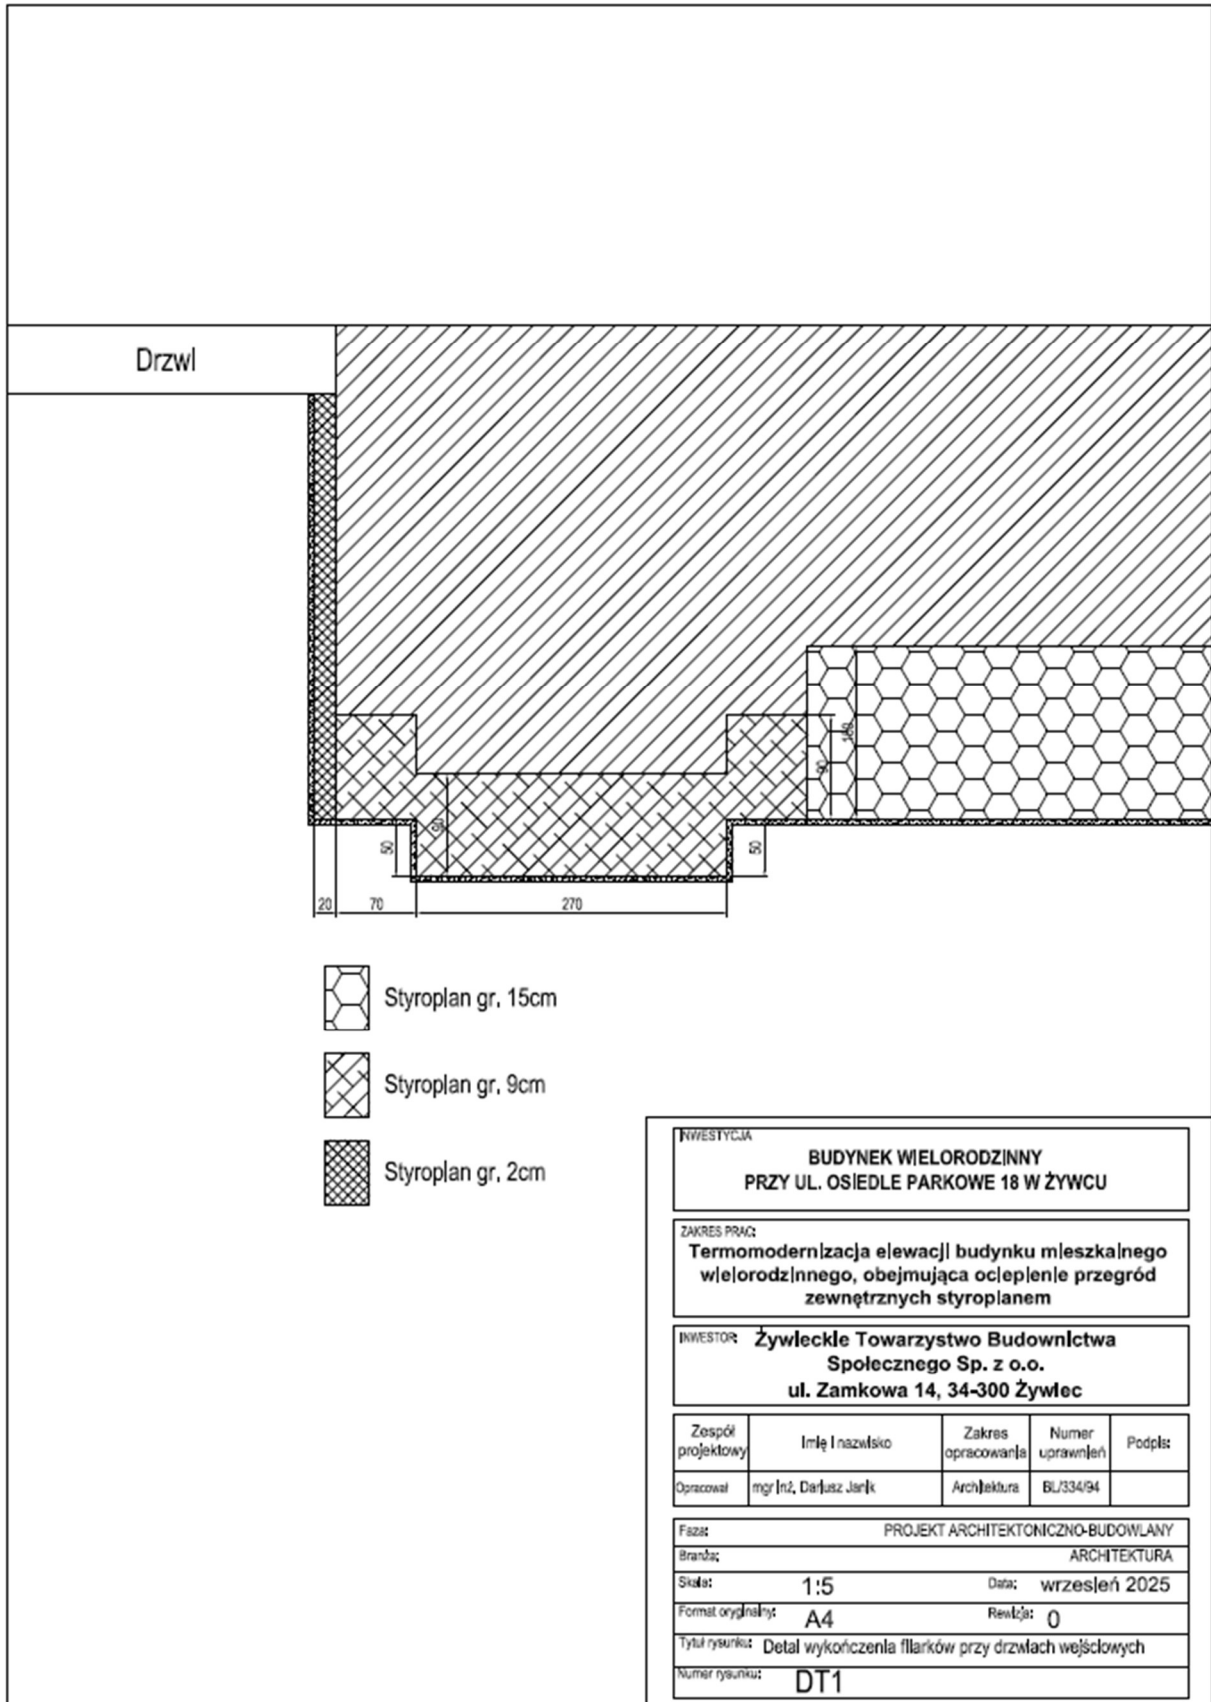 Drzwi
160
90
90
50
50
20
70
270
Styroplan gr. 15cm
Styroplan gr. 9cm
Styroplan gr. 2cm
INWESTYCJA
BUDYNEK WIELORODZINNY
PRZY UL. OSIEDLE PARKOWE 18 W ŻYWCU
ZAKRES PRAC:
Termomodernizacja elewacji budynku mieszkalnego
wielorodzinnego, obejmująca ocieplenie przegród
zewnętrznych styroplanem
INWESTOR: Żywieckie Towarzystwo Budownictwa
Społecznego Sp. z o.o.
ul. Zamkowa 14, 34-300 Żywiec
Zespół projektowy Imię i nazwisko Zakres opracowania Numer uprawnień Podpis:
Opracował mgr inż. Dariusz Janik Architektura BL/334/94
Faza: PROJEKT ARCHITEKTONICZNO-BUDOWLANY
Branża: ARCHITEKTURA
Skala: 1:5 Data: wrzesień 2025
Format oryginalny: A4 Rewizja: 0
Tytuł rysunku: Detal wykończenia filarków przy drzwiach wejściowych
Numer rysunku: DT1